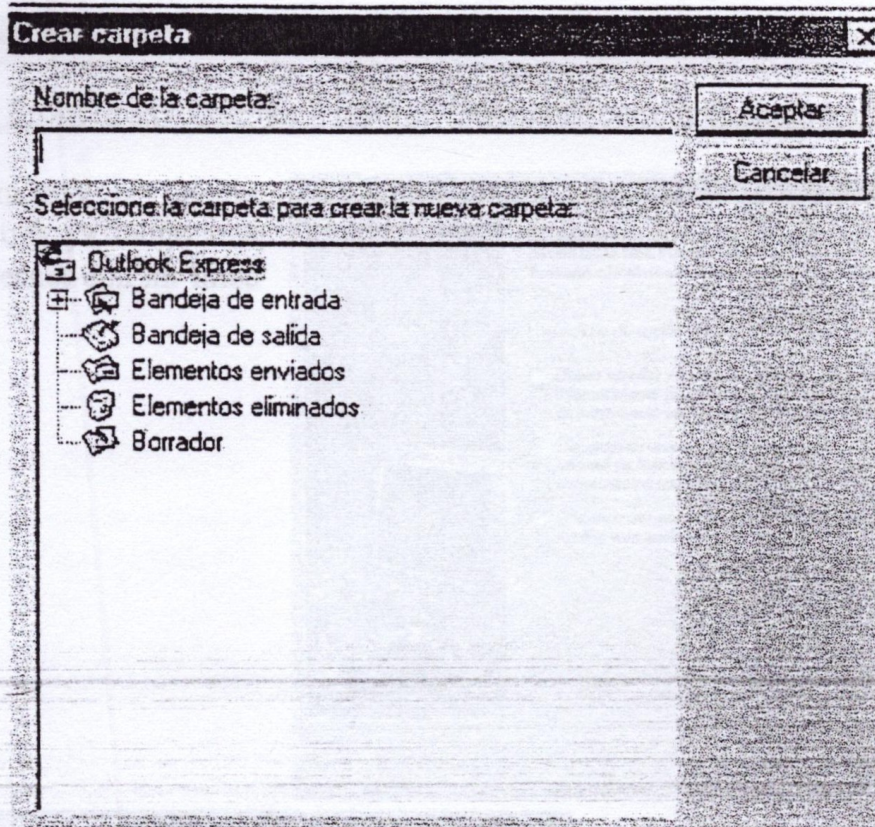 Crear carpeta
Nombre de la carpeta:
Aceptar
Cancelar
Seleccione la carpeta para crear la nueva carpeta:
Outlook Express
Bandeja de entrada
Bandeja de salida
Elementos enviados
Elementos eliminados
Borrador